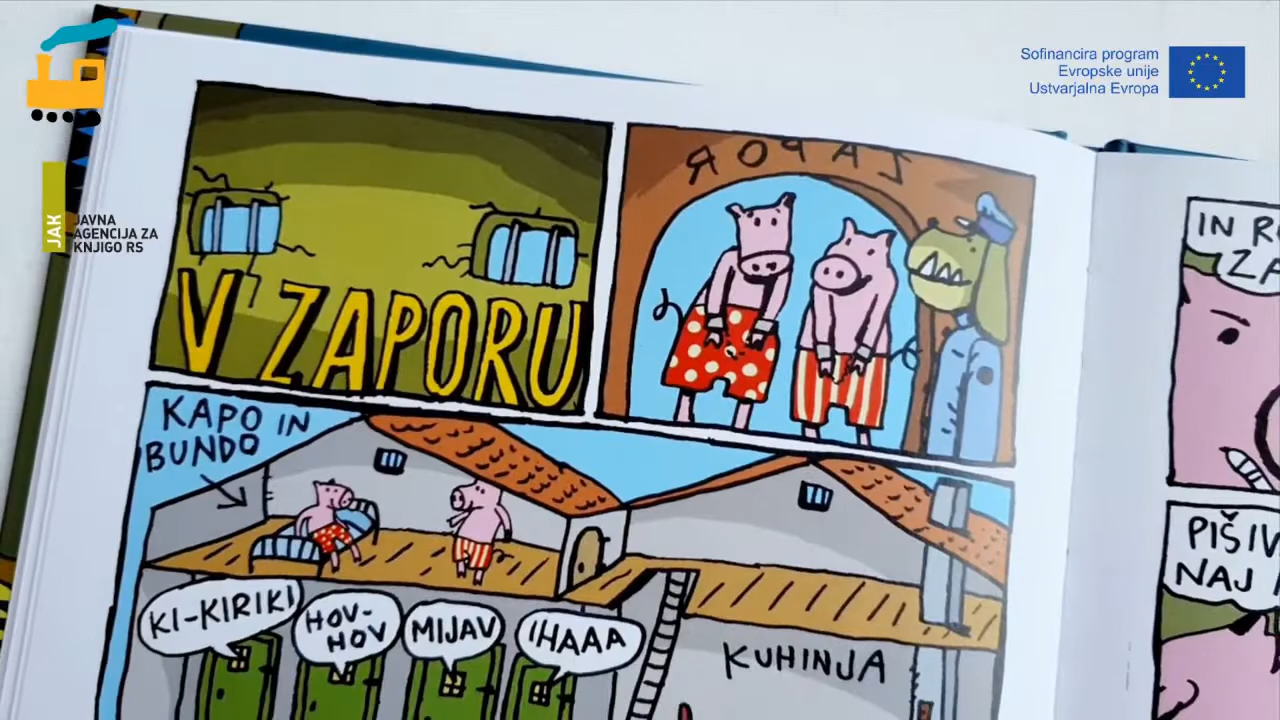 Sofinancira program
Evropske unije
Ustvarjalna Evropa
JAK
JAVNA
AGENCIJA ZA
KNJIGO RS
V ZAPORU
ZAPOR
KAPO IN
BUNDO
KI-KIRIKI
HOV-
HOV
MIJAV
IHAAA
KUHINJA
IN
PIŠIV
NAJ